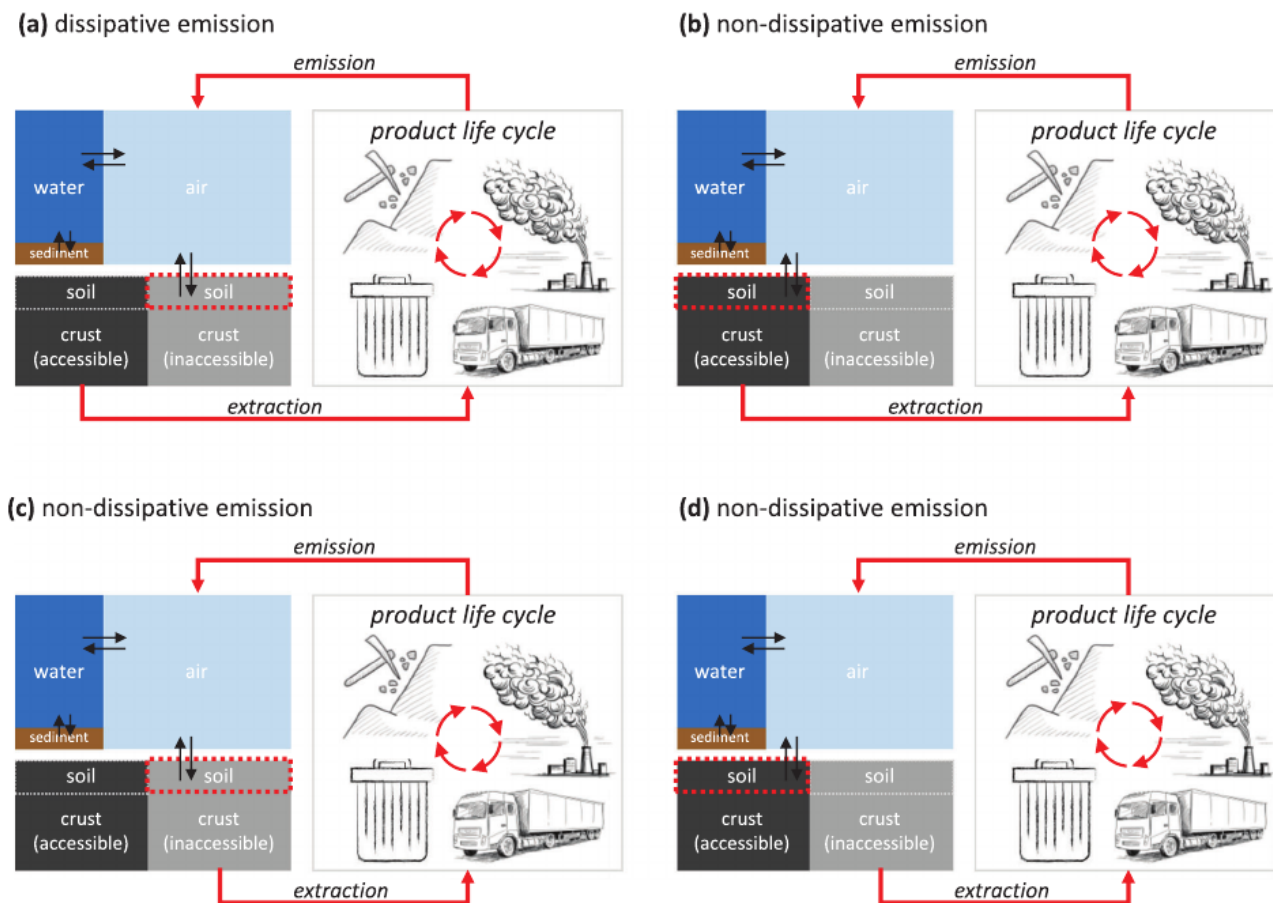 (a) dissipative emission
emission
product life cycle
water
air
sediment
soil
soil
crust
(accessible)
crust
(inaccessible)
extraction
(b) non-dissipative emission
emission
product life cycle
water
air
sediment
soil
soil
crust
(accessible)
crust
(inaccessible)
extraction
(c) non-dissipative emission
emission
product life cycle
water
air
sediment
soil
soil
crust
(accessible)
crust
(inaccessible)
extraction
(d) non-dissipative emission
emission
product life cycle
water
air
sediment
soil
soil
crust
(accessible)
crust
(inaccessible)
extraction